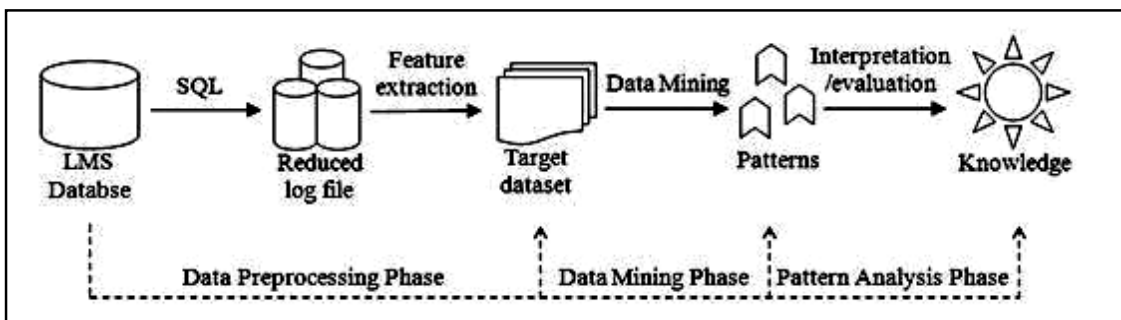 SQL
Feature
extraction
Data Mining
Interpretation
/evaluation
LMS
Databse
Reduced
log file
Target
dataset
Patterns
Knowledge
Data Preprocessing Phase
Data Mining Phase
Pattern Analysis Phase